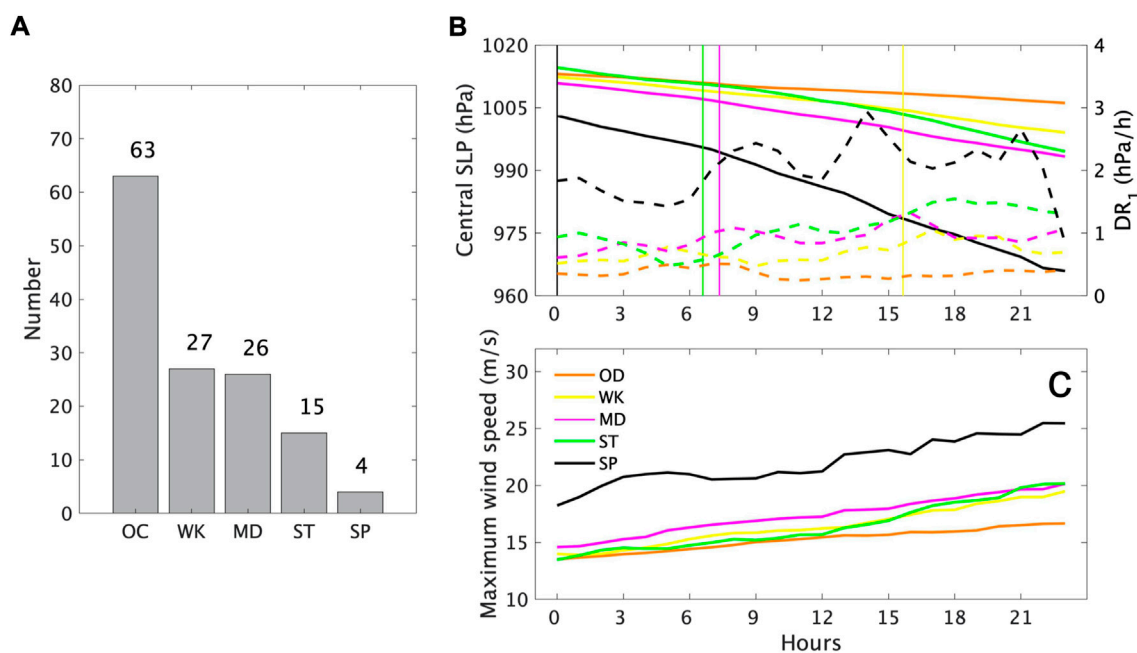 A
Number
80
70
60
50
40
30
20
10
0
63
27
26
15
4
OC WK MD ST SP
B
Central SLP (hPa)
1020
1005
990
975
960
4
3
2
1
0
DR1 (hPa/h)
0 3 6 9 12 15 18 21
C
Maximum wind speed (m/s)
30
25
20
15
10
OD
WK
MD
ST
SP
0 3 6 9 12 15 18 21
Hours